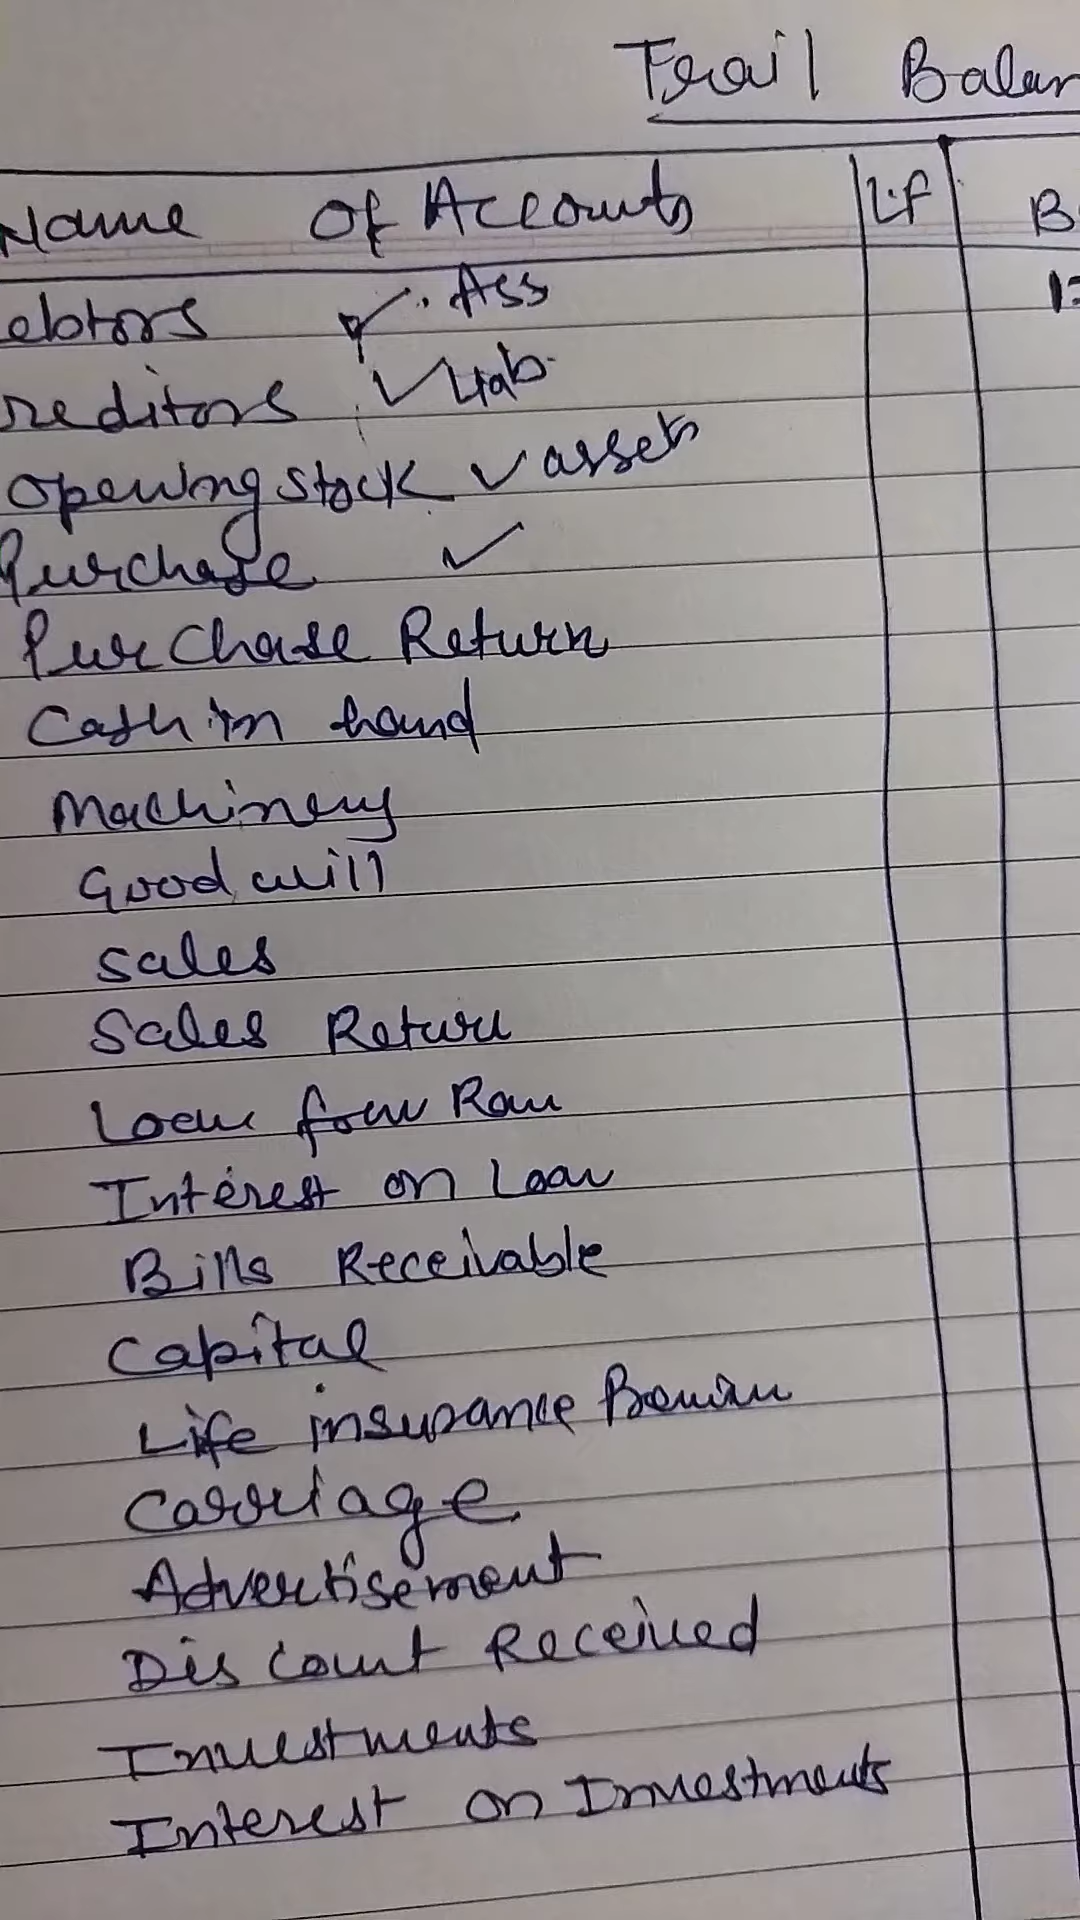 Trail Balan
Name Of Accounts L.F B
ebtors ✓ Ass
reditors ✓ Liab.
Opening stock ✓ assets
Purchase ✓
Purchase Return
Cash in hand
Machinery
Good will
Sales
Sales Return
Loan from Ram
Interest on Loan
Bills Receivable
Capital
Life insurance
Carriage
Advertisement
Discount Received
Investments
Interest on Investments